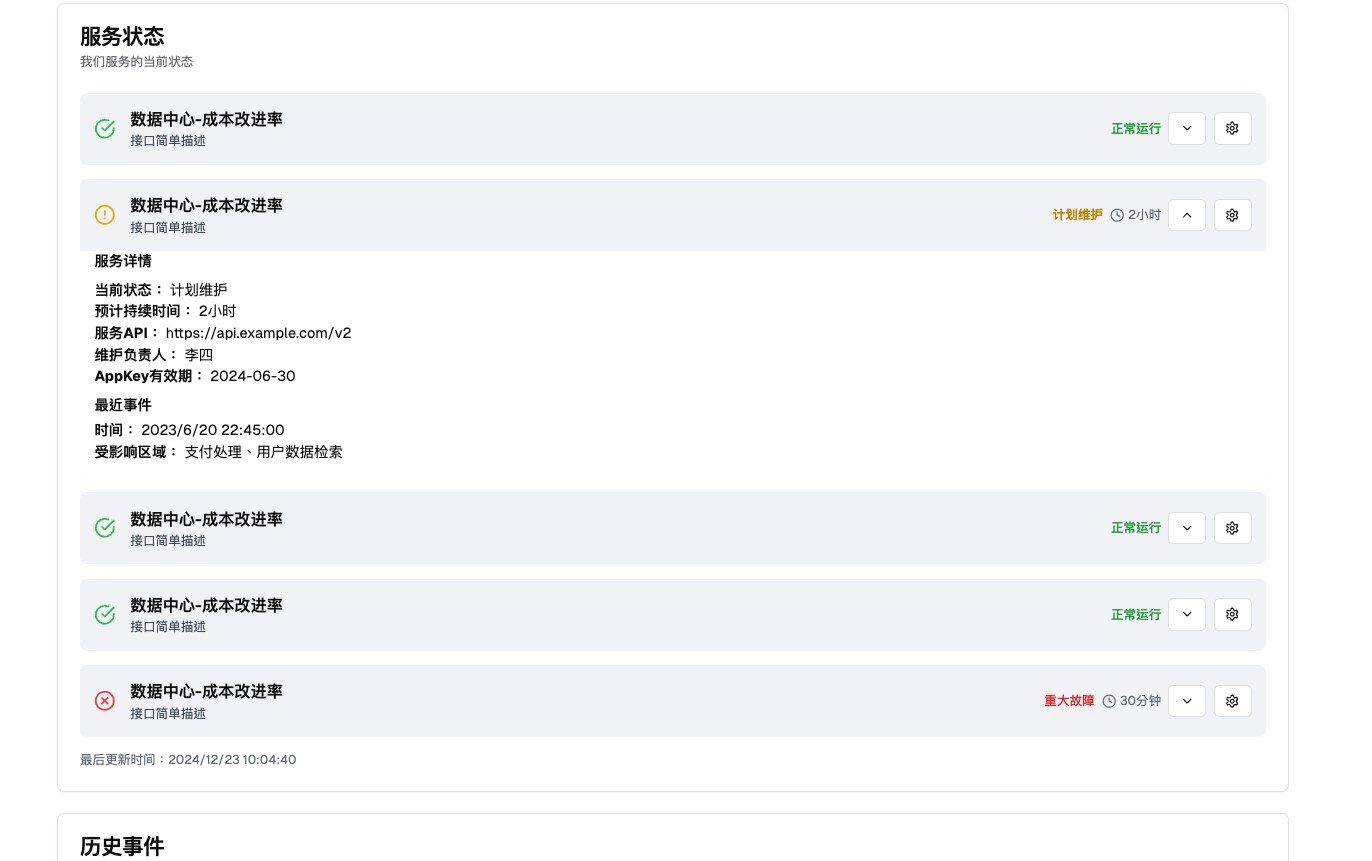 服务状态
我们服务的当前状态
数据中心-成本改进率
接口简单描述
正常运行
数据中心-成本改进率
接口简单描述
计划维护 2小时
服务详情
当前状态： 计划维护
预计持续时间： 2小时
服务API： https://api.example.com/v2
维护负责人： 李四
AppKey有效期： 2024-06-30
最近事件
时间： 2023/6/20 22:45:00
受影响区域： 支付处理、用户数据检索
数据中心-成本改进率
接口简单描述
正常运行
数据中心-成本改进率
接口简单描述
正常运行
数据中心-成本改进率
接口简单描述
重大故障 30分钟
最后更新时间：2024/12/23 10:04:40
历史事件